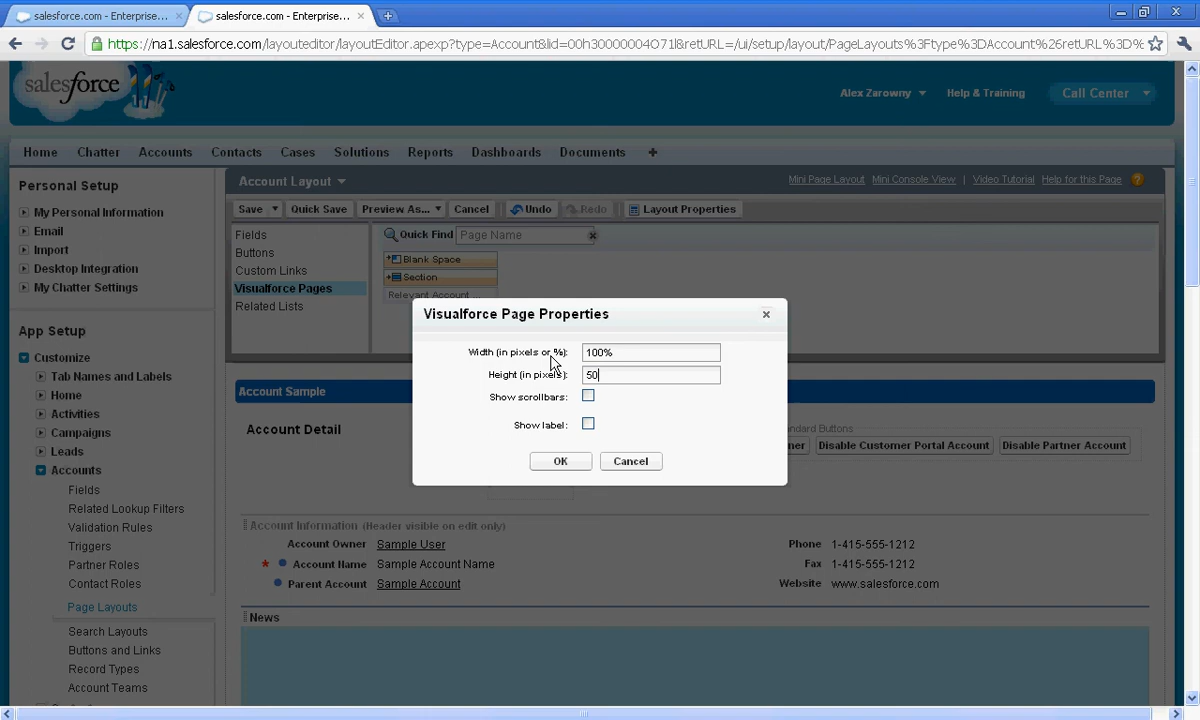 salesforce.com - Enterprise...
salesforce.com - Enterprise...
https://na1.salesforce.com/layouteditor/layoutEditor.apexp?type=Account&lid=00h30000004O71l&retURL=/ui/setup/layout/PageLayouts%3Ftype%3DAccount%26retURL%3D%
salesforce
Alex Zarowny
Help & Training
Call Center
Home
Chatter
Accounts
Contacts
Cases
Solutions
Reports
Dashboards
Documents
Personal Setup
My Personal Information
Email
Import
Desktop Integration
My Chatter Settings
App Setup
Customize
Tab Names and Labels
Home
Activities
Campaigns
Leads
Accounts
Fields
Related Lookup Filters
Validation Rules
Triggers
Partner Roles
Contact Roles
Page Layouts
Search Layouts
Buttons and Links
Record Types
Account Teams
Account Layout
Mini Page Layout
Mini Console View
|
Video Tutorial
Help for this Page
Save
Quick Save
Preview As...
Cancel
Undo
Redo
Layout Properties
Fields
Buttons
Custom Links
Visualforce Pages
Related Lists
Quick Find
Page Name
Blank Space
Section
Relevant Account ...
Visualforce Page Properties
Width (in pixels or %):
100%
Height (in pixels):
50
Show scrollbars:
Show label:
OK
Cancel
Account Sample
Account Detail
Standard Buttons
Disable Customer Portal Account
Disable Partner Account
Account Information (Header visible on edit only)
Account Owner
Sample User
Phone
1-415-555-1212
* Account Name
Sample Account Name
Fax
1-415-555-1212
Parent Account
Sample Account
Website
www.salesforce.com
News